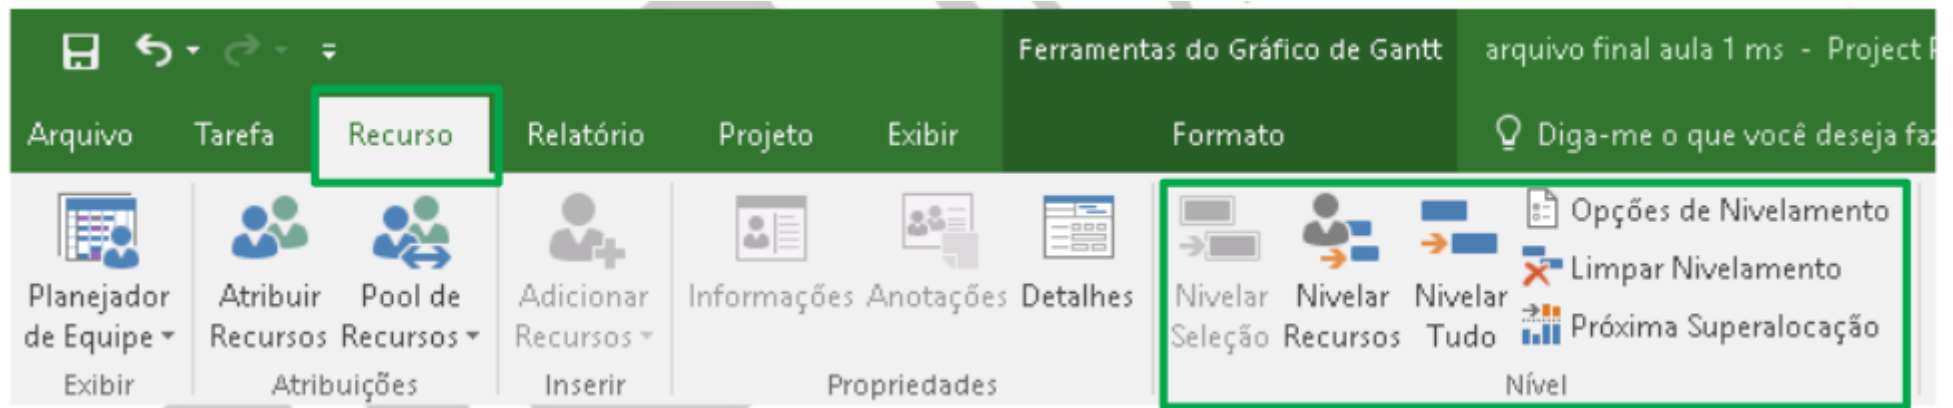 Ferramentas do Gráfico de Gantt
arquivo final aula 1 ms - Project
Arquivo
Tarefa
Recurso
Relatório
Projeto
Exibir
Formato
Diga-me o que você deseja
Planejador
de Equipe
Atribuir
Recursos
Pool de
Recursos
Adicionar
Recursos
Informações
Anotações
Detalhes
Nivelar
Seleção
Nivelar
Recursos
Nivelar
Tudo
Opções de Nivelamento
Limpar Nivelamento
Próxima Superalocação
Exibir
Atribuições
Inserir
Propriedades
Nível